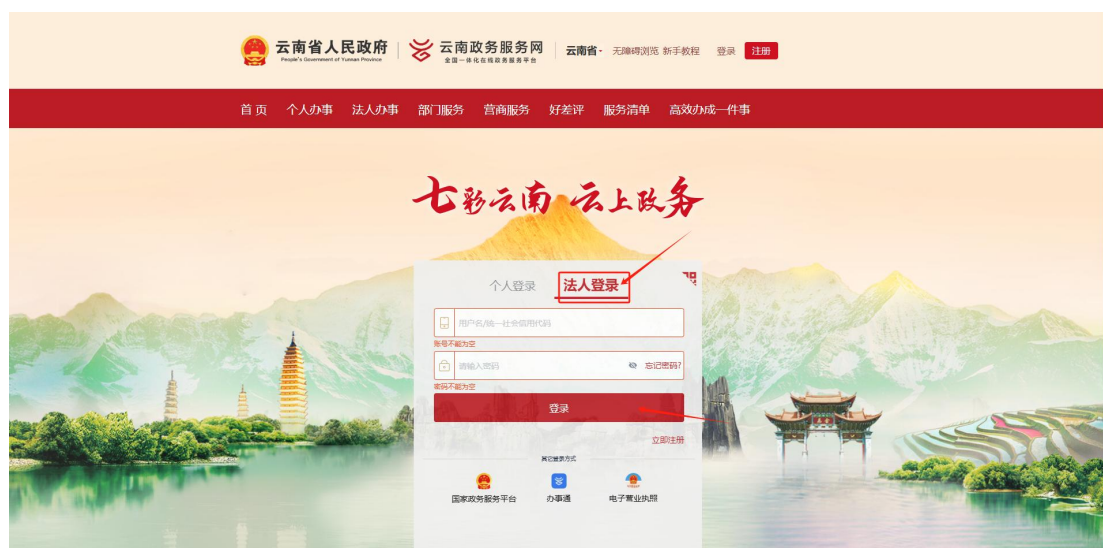 云南省人民政府
People's Government of Yunnan Province
云南政务服务网
全国一体化在线政务服务平台
云南省
无障碍浏览 新手教程 登录 注册
首页 个人办事 法人办事 部门服务 营商服务 好差评 服务清单 高效办成一件事
七彩云南 云上政务
个人登录 法人登录
用户名/统一社会信用代码
账号不能为空
请输入密码 忘记密码?
密码不能为空
登录
立即注册
其它登录方式
国家政务服务平台 办事通 电子营业执照